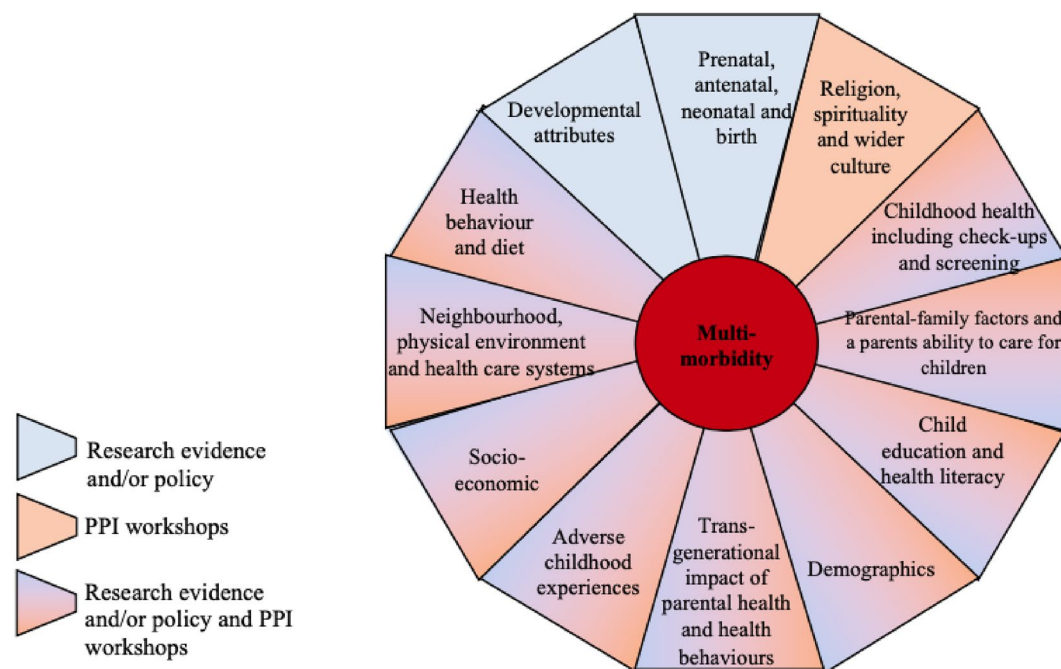 Prenatal,
antenatal,
neonatal and
birth
Religion,
spirituality
and wider
culture
Childhood health
including check-ups
and screening
Parental-family factors and
a parents ability to care for
children
Child
education and
health literacy
Demographics
Trans-
generational
impact of
parental health
and health
behaviours
Adverse
childhood
experiences
Socio-
economic
Neighbourhood,
physical environment
and health care systems
Health
behaviour
and diet
Developmental
attributes
Multi-
morbidity
Research evidence
and/or policy
PPI workshops
Research evidence
and/or policy and PPI
workshops